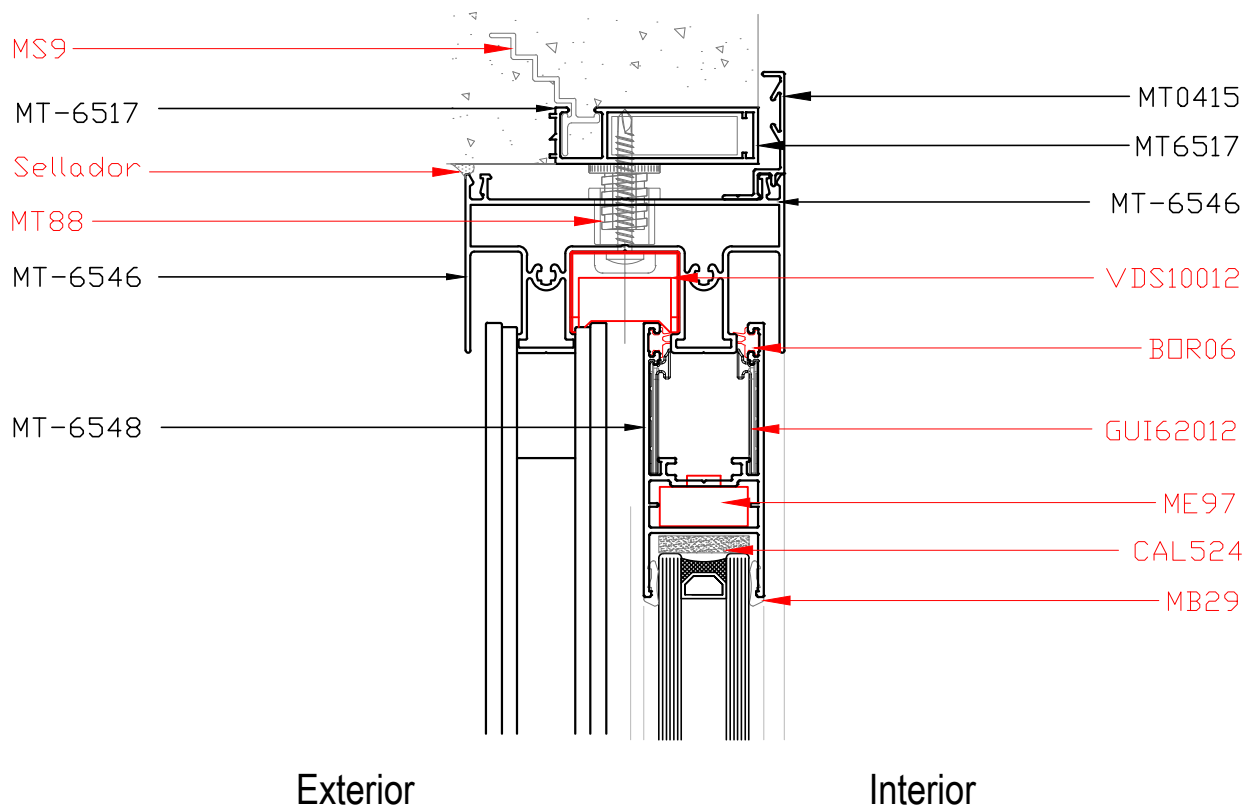 MS9
MT-6517
Sellador
MT88
MT-6546
MT-6548
MT0415
MT6517
MT-6546
VDS10012
BOR06
GUI62012
ME97
CAL524
MB29
Exterior
Interior